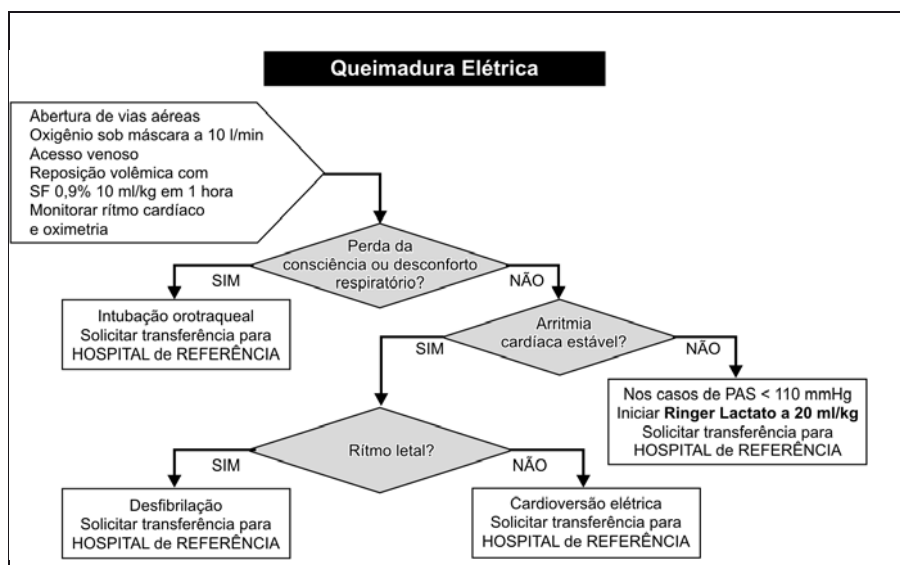 Queimadura Elétrica
Abertura de vias aéreas
Oxigênio sob máscara a 10 l/min
Acesso venoso
Reposição volêmica com
SF 0,9% 10 ml/kg em 1 hora
Monitorar rítmo cardíaco
e oximetria
Perda da
consciência ou desconforto
respiratório?
SIM
NÃO
Intubação orotraqueal
Solicitar transferência para
HOSPITAL de REFERÊNCIA
Arritmia
cardíaca estável?
SIM
NÃO
Nos casos de PAS < 110 mmHg
Iniciar Ringer Lactato a 20 ml/kg
Solicitar transferência para
HOSPITAL de REFERÊNCIA
Rítmo letal?
SIM
NÃO
Desfibrilação
Solicitar transferência para
HOSPITAL de REFERÊNCIA
Cardioversão elétrica
Solicitar transferência para
HOSPITAL de REFERÊNCIA